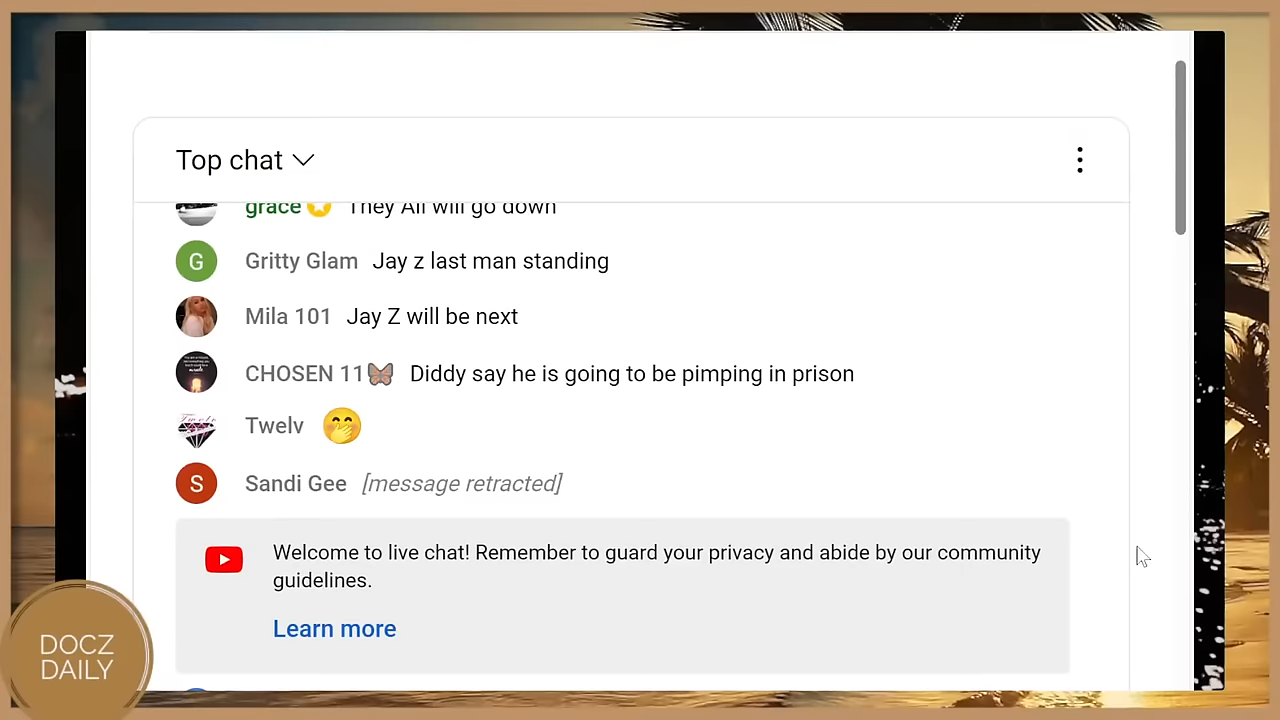 Top chat
grace They All will go down
G Gritty Glam Jay z last man standing
Mila 101 Jay Z will be next
CHOSEN 11 Diddy say he is going to be pimping in prison
Twelv
S Sandi Gee [message retracted]
Welcome to live chat! Remember to guard your privacy and abide by our community
guidelines.
Learn more
DOCZ
DAILY